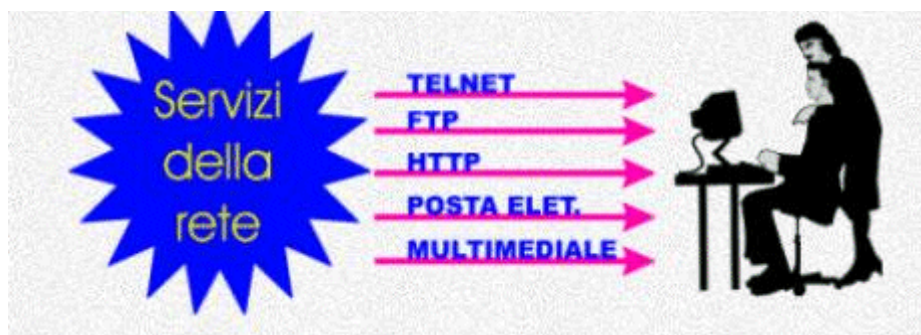 Servizi
della
rete
TELNET
FTP
HTTP
POSTA ELET.
MULTIMEDIALE